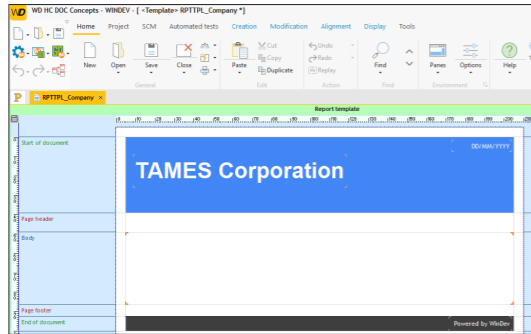 WD HC DOC Concepts - WINDEV - [ <Template> RPTTPL_Company *]
Home Project SCM Automated tests Creation Modification Alignment Display Tools
New Open Save Close Paste Cut Copy Duplicate Undo Redo Replay Find Panes Options Help
General Edit Action Find Environment
RPTTPL_Company ×
Report template
Start of document
DD/MM/YYYY
TAMES Corporation
Page header
Body
Page footer
End of document
Powered by WinDev